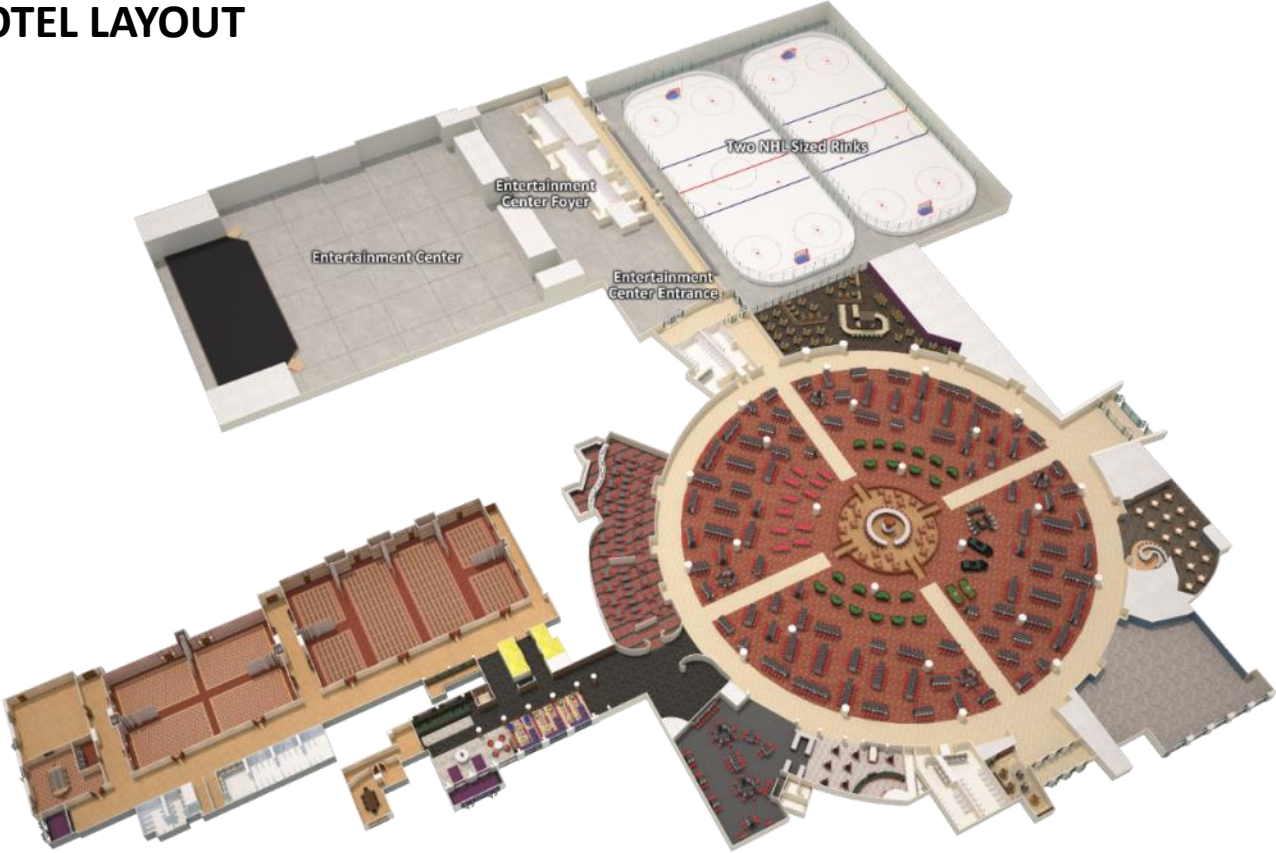 OTEL LAYOUT
Two NHL Sized Rinks
Entertainment
Center Foyer
Entertainment Center
Entertainment
Center Entrance